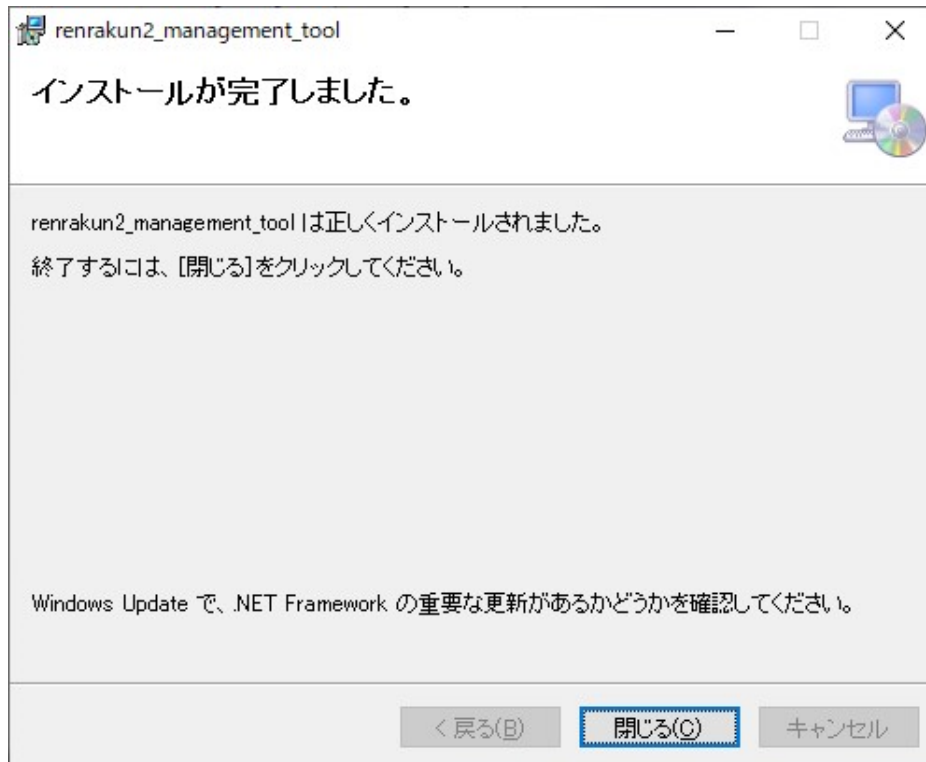 renrakun2_management_tool
インストールが完了しました。
renrakun2_management_tool は正しくインストールされました。
終了するには、[閉じる]をクリックしてください。
Windows Update で、.NET Framework の重要な更新があるかどうかを確認してください。
< 戻る(B)
閉じる(C)
キャンセル